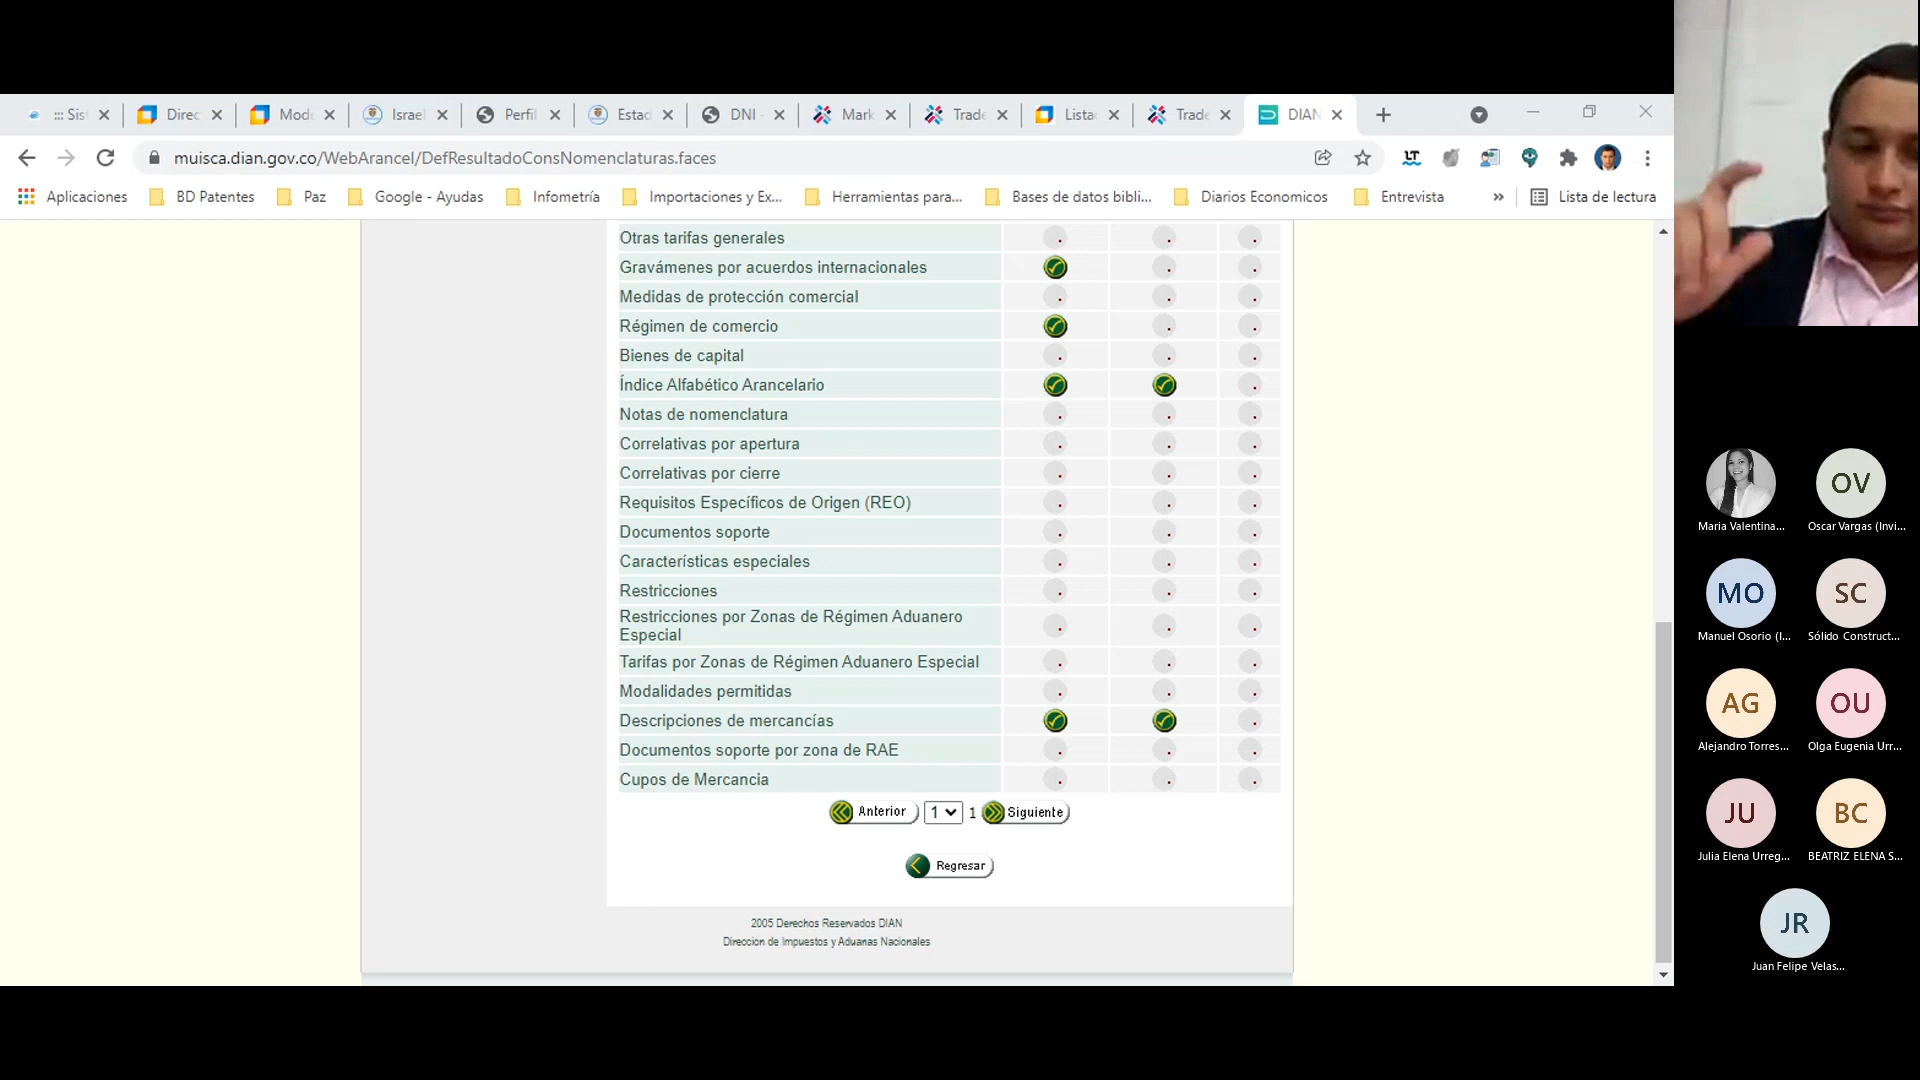 ::: Sis
Direc
Mod
Israel
Perfil
Estad
DNI -
Mark
Trade
Lista
Trade
DIAN
muisca.dian.gov.co/WebArancel/DefResultadoConsNomenclaturas.faces
Aplicaciones
BD Patentes
Paz
Google - Ayudas
Infometría
Importaciones y Ex...
Herramientas para...
Bases de datos bibli...
Diarios Economicos
Entrevista
»
Lista de lectura
Otras tarifas generales
Gravámenes por acuerdos internacionales
Medidas de protección comercial
Régimen de comercio
Bienes de capital
Índice Alfabético Arancelario
Notas de nomenclatura
Correlativas por apertura
Correlativas por cierre
Requisitos Específicos de Origen (REO)
Documentos soporte
Características especiales
Restricciones
Restricciones por Zonas de Régimen Aduanero
Especial
Tarifas por Zonas de Régimen Aduanero Especial
Modalidades permitidas
Descripciones de mercancías
Documentos soporte por zona de RAE
Cupos de Mercancia
Anterior 1 1 Siguiente
Regresar
2005 Derechos Reservados DIAN
Direccion de Impuestos y Aduanas Nacionales
OV
Maria Valentina...
Oscar Vargas (Invi...
MO
SC
Manuel Osorio (I...
Sólido Construct...
AG
OU
Alejandro Torres...
Olga Eugenia Urr...
JU
BC
Julia Elena Urreg...
BEATRIZ ELENA S...
JR
Juan Felipe Velas...